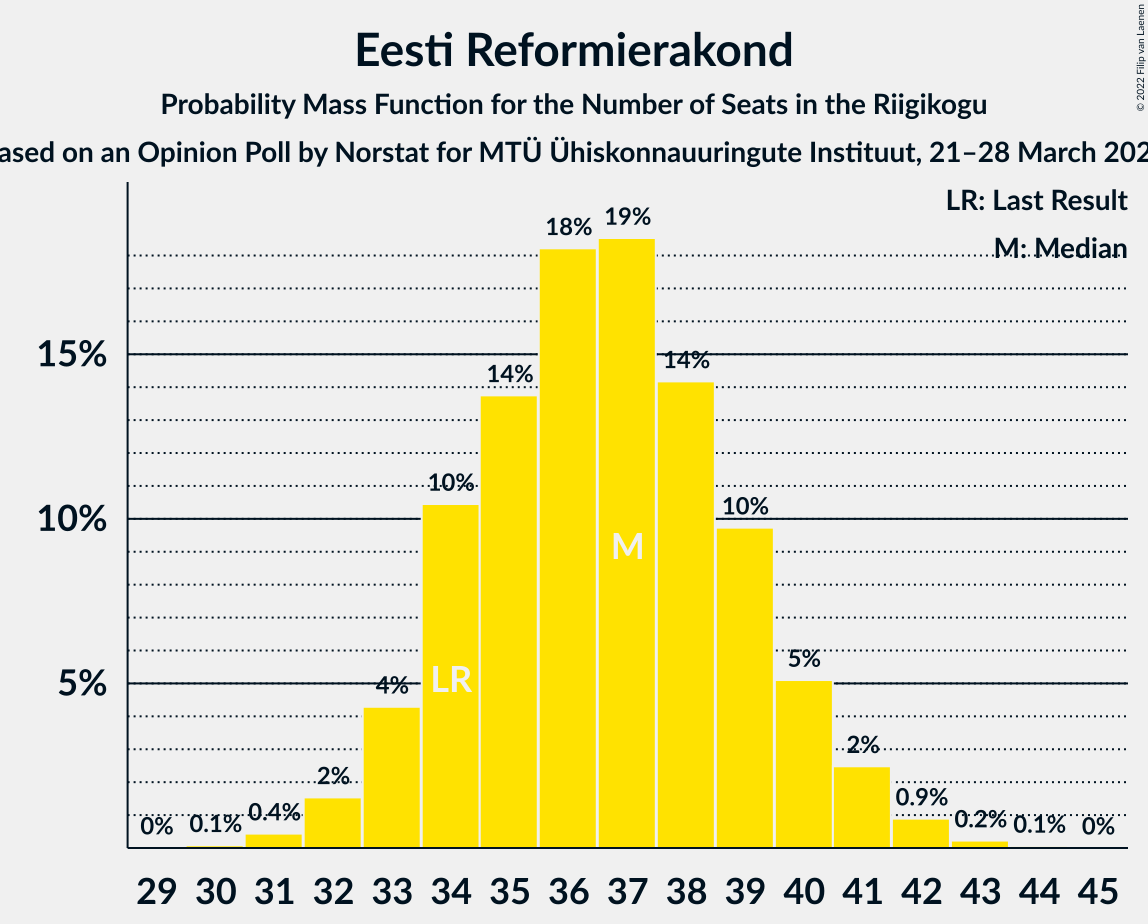 Eesti Reformierakond
Probability Mass Function for the Number of Seats in the Riigikogu
ased on an Opinion Poll by Norstat for MTÜ Ühiskonnauuringute Instituut, 21–28 March 202
© 2022 Filip van Laenen
LR: Last Result
M: Median
15%
10%
5%
0%
0.1%
0.4%
2%
4%
10%
14%
18%
19%
14%
10%
5%
2%
0.9%
0.2%
0.1%
0%
LR
M
29 30 31 32 33 34 35 36 37 38 39 40 41 42 43 44 45